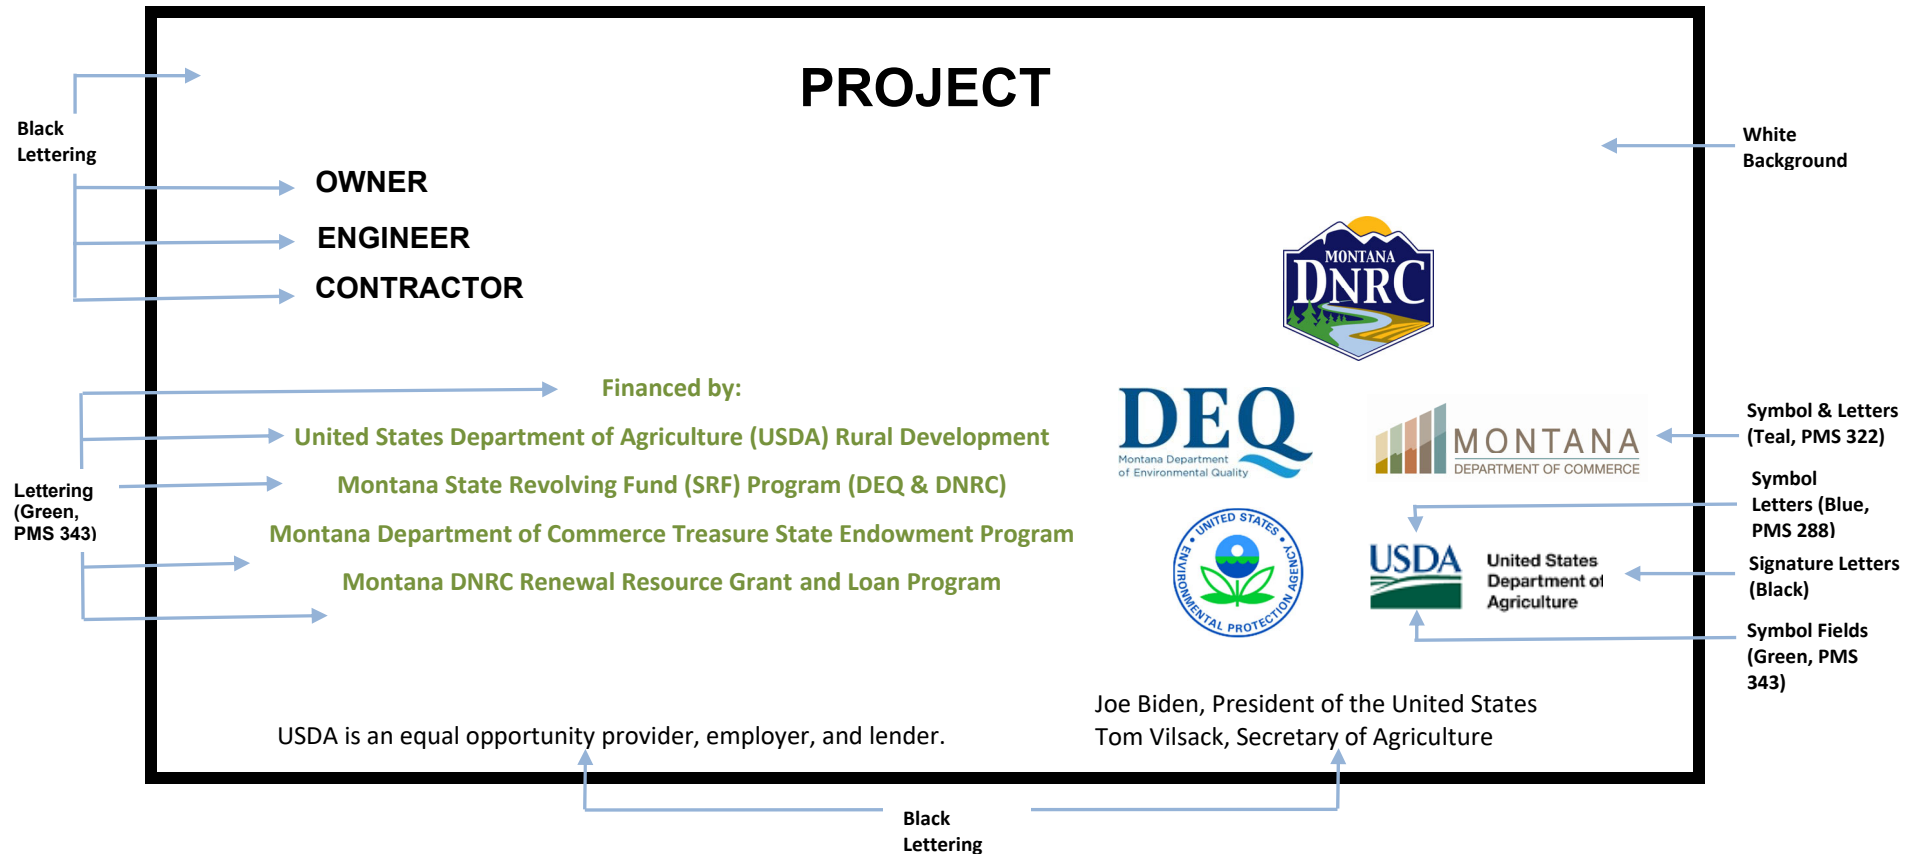 PROJECT
Black
Lettering
White
Background
OWNER
ENGINEER
CONTRACTOR
MONTANA
DNRC
Financed by:
United States Department of Agriculture (USDA) Rural Development
Montana State Revolving Fund (SRF) Program (DEQ & DNRC)
Montana Department of Commerce Treasure State Endowment Program
Montana DNRC Renewal Resource Grant and Loan Program
Lettering
(Green,
PMS 343)
DEQ
Montana Department
of Environmental Quality
MONTANA
DEPARTMENT OF COMMERCE
Symbol & Letters
(Teal, PMS 322)
Symbol
Letters (Blue,
PMS 288)
UNITED STATES • ENVIRONMENTAL PROTECTION AGENCY •
USDA
United States
Department of
Agriculture
Signature Letters
(Black)
Symbol Fields
(Green, PMS
343)
USDA is an equal opportunity provider, employer, and lender.
Joe Biden, President of the United States
Tom Vilsack, Secretary of Agriculture
Black
Lettering